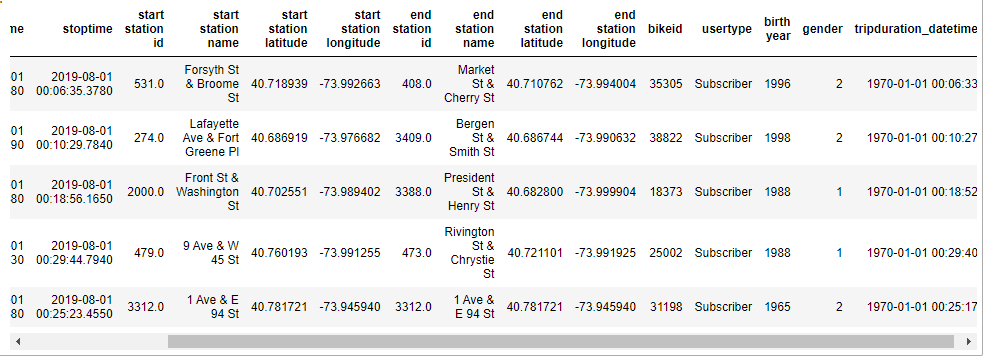 me stoptime start station id start station name start station latitude start station longitude end station id end station name end station latitude end station longitude bikeid usertype birth year gender tripduration_datetime
01 80 2019-08-01 00:06:35.3780 531.0 Forsyth St & Broome St 40.718939 -73.992663 408.0 Market St & Cherry St 40.710762 -73.994004 35305 Subscriber 1996 2 1970-01-01 00:06:33
01 90 2019-08-01 00:10:29.7840 274.0 Lafayette Ave & Fort Greene Pl 40.686919 -73.976682 3409.0 Bergen St & Smith St 40.686744 -73.990632 38822 Subscriber 1998 2 1970-01-01 00:10:27
01 80 2019-08-01 00:18:56.1650 2000.0 Front St & Washington St 40.702551 -73.989402 3388.0 President St & Henry St 40.682800 -73.999904 18373 Subscriber 1988 1 1970-01-01 00:18:52
01 30 2019-08-01 00:29:44.7940 479.0 9 Ave & W 45 St 40.760193 -73.991255 473.0 Rivington St & Chrystie St 40.721101 -73.991925 25002 Subscriber 1988 1 1970-01-01 00:29:40
01 80 2019-08-01 00:25:23.4550 3312.0 1 Ave & E 94 St 40.781721 -73.945940 3312.0 1 Ave & E 94 St 40.781721 -73.945940 31198 Subscriber 1965 2 1970-01-01 00:25:17